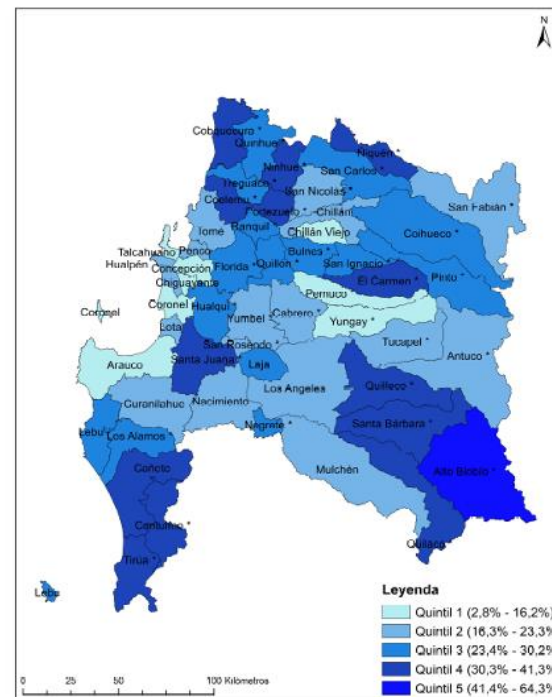 N
Cobquecura *
Quirihue *
Ninhue *
Ñiquén *
San Carlos *
Treguaco *
San Nicolás *
San Fabián *
Coelemu *
Portezuelo *
Chillán
Tomé
Ranquil
Chillán Viejo
Coihueco *
Talcahuano
Penco
Bulnes *
Hualpén
Concepción
Florida *
Quillón *
San Ignacio *
Pinto *
Chiguayante
El Carmen *
Pemuco
Coronel
Coronel
Hualqui *
Cabrero *
Yungay *
Lota
Yumbel *
Tucapel *
San Rosendo *
Antuco *
Arauco
Santa Juana *
Laja
Quilleco *
Los Angeles
Curanilahue
Nacimiento
Santa Bárbara *
Lebu *
Los Alamos *
Negrete *
Alto Biobío *
Mulchén
Cañete
Contulmo *
Quilaco *
Tirúa *
Lebu
Leyenda
Quintil 1 (2,8% - 16,2%)
Quintil 2 (16,3% - 23,3%)
Quintil 3 (23,4% - 30,2%)
Quintil 4 (30,3% - 41,3%)
Quintil 5 (41,4% - 64,3%)
0 25 50 100 Kilómetros